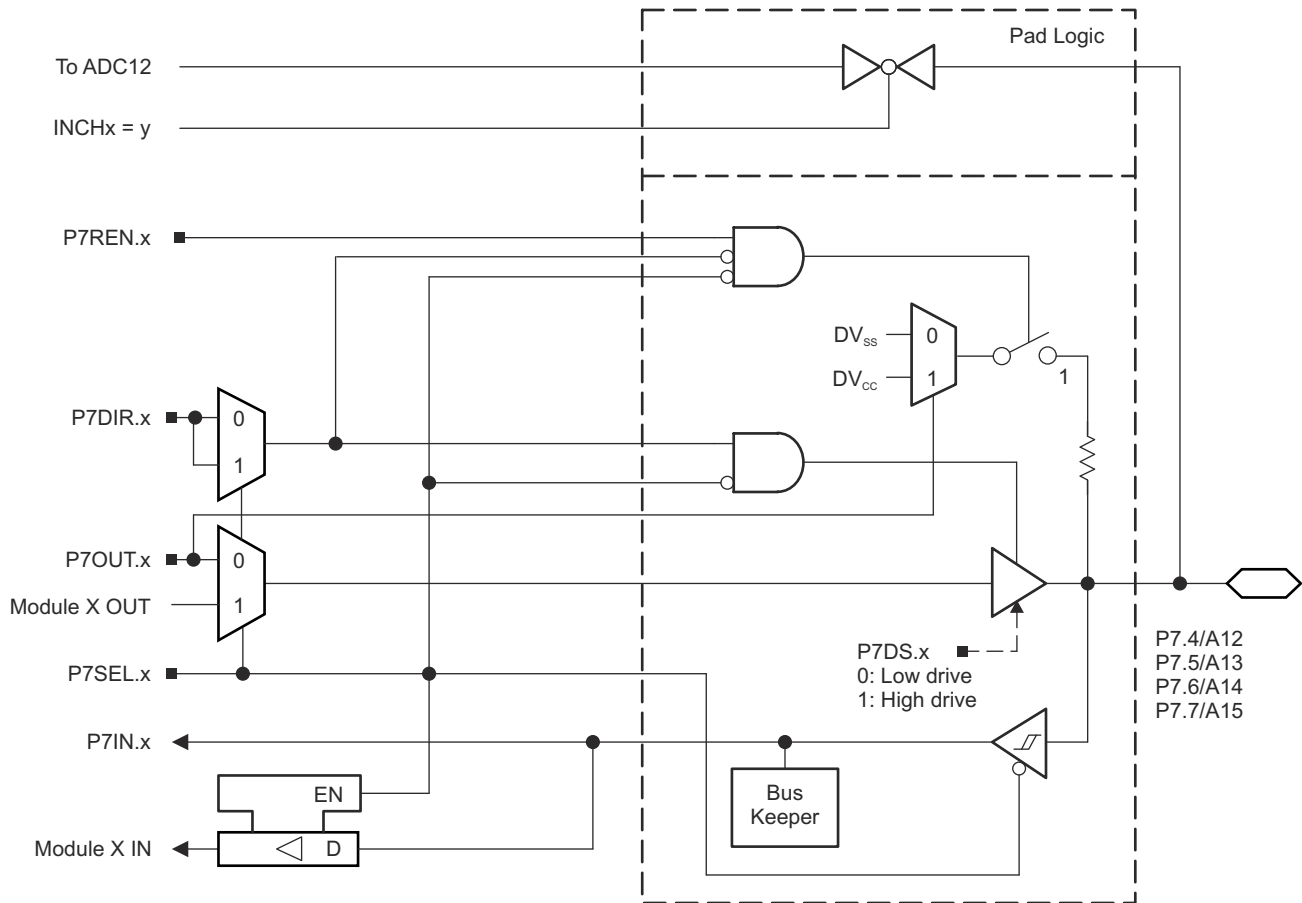 Pad Logic
To ADC12
INCHx = y
P7REN.x
DVSS
0
DVCC
1
1
P7DIR.x
0
1
P7OUT.x
0
Module X OUT
1
P7SEL.x
P7DS.x
0: Low drive
1: High drive
P7.4/A12
P7.5/A13
P7.6/A14
P7.7/A15
P7IN.x
EN
Bus
Keeper
Module X IN
D